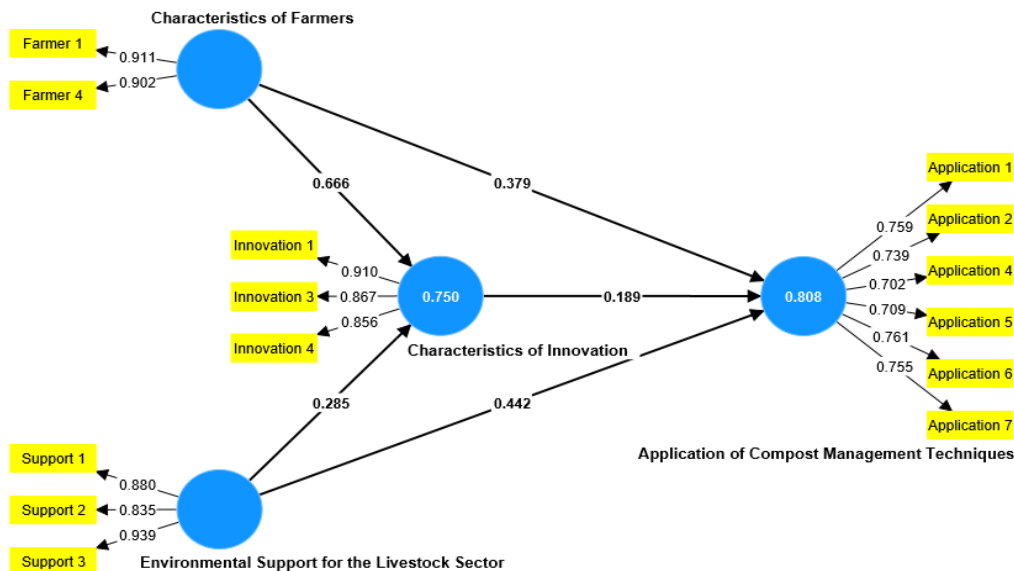 Characteristics of Farmers
Farmer 1
0.911
0.902
Farmer 4
0.666
0.379
Innovation 1
0.910
Innovation 3
0.867
0.856
Innovation 4
0.750
0.189
0.808
Characteristics of Innovation
Application 1
0.759
Application 2
0.739
Application 4
0.702
0.709
Application 5
0.761
Application 6
0.755
Application 7
Application of Compost Management Techniques
0.285
0.442
Support 1
0.880
Support 2
0.835
0.939
Support 3
Environmental Support for the Livestock Sector